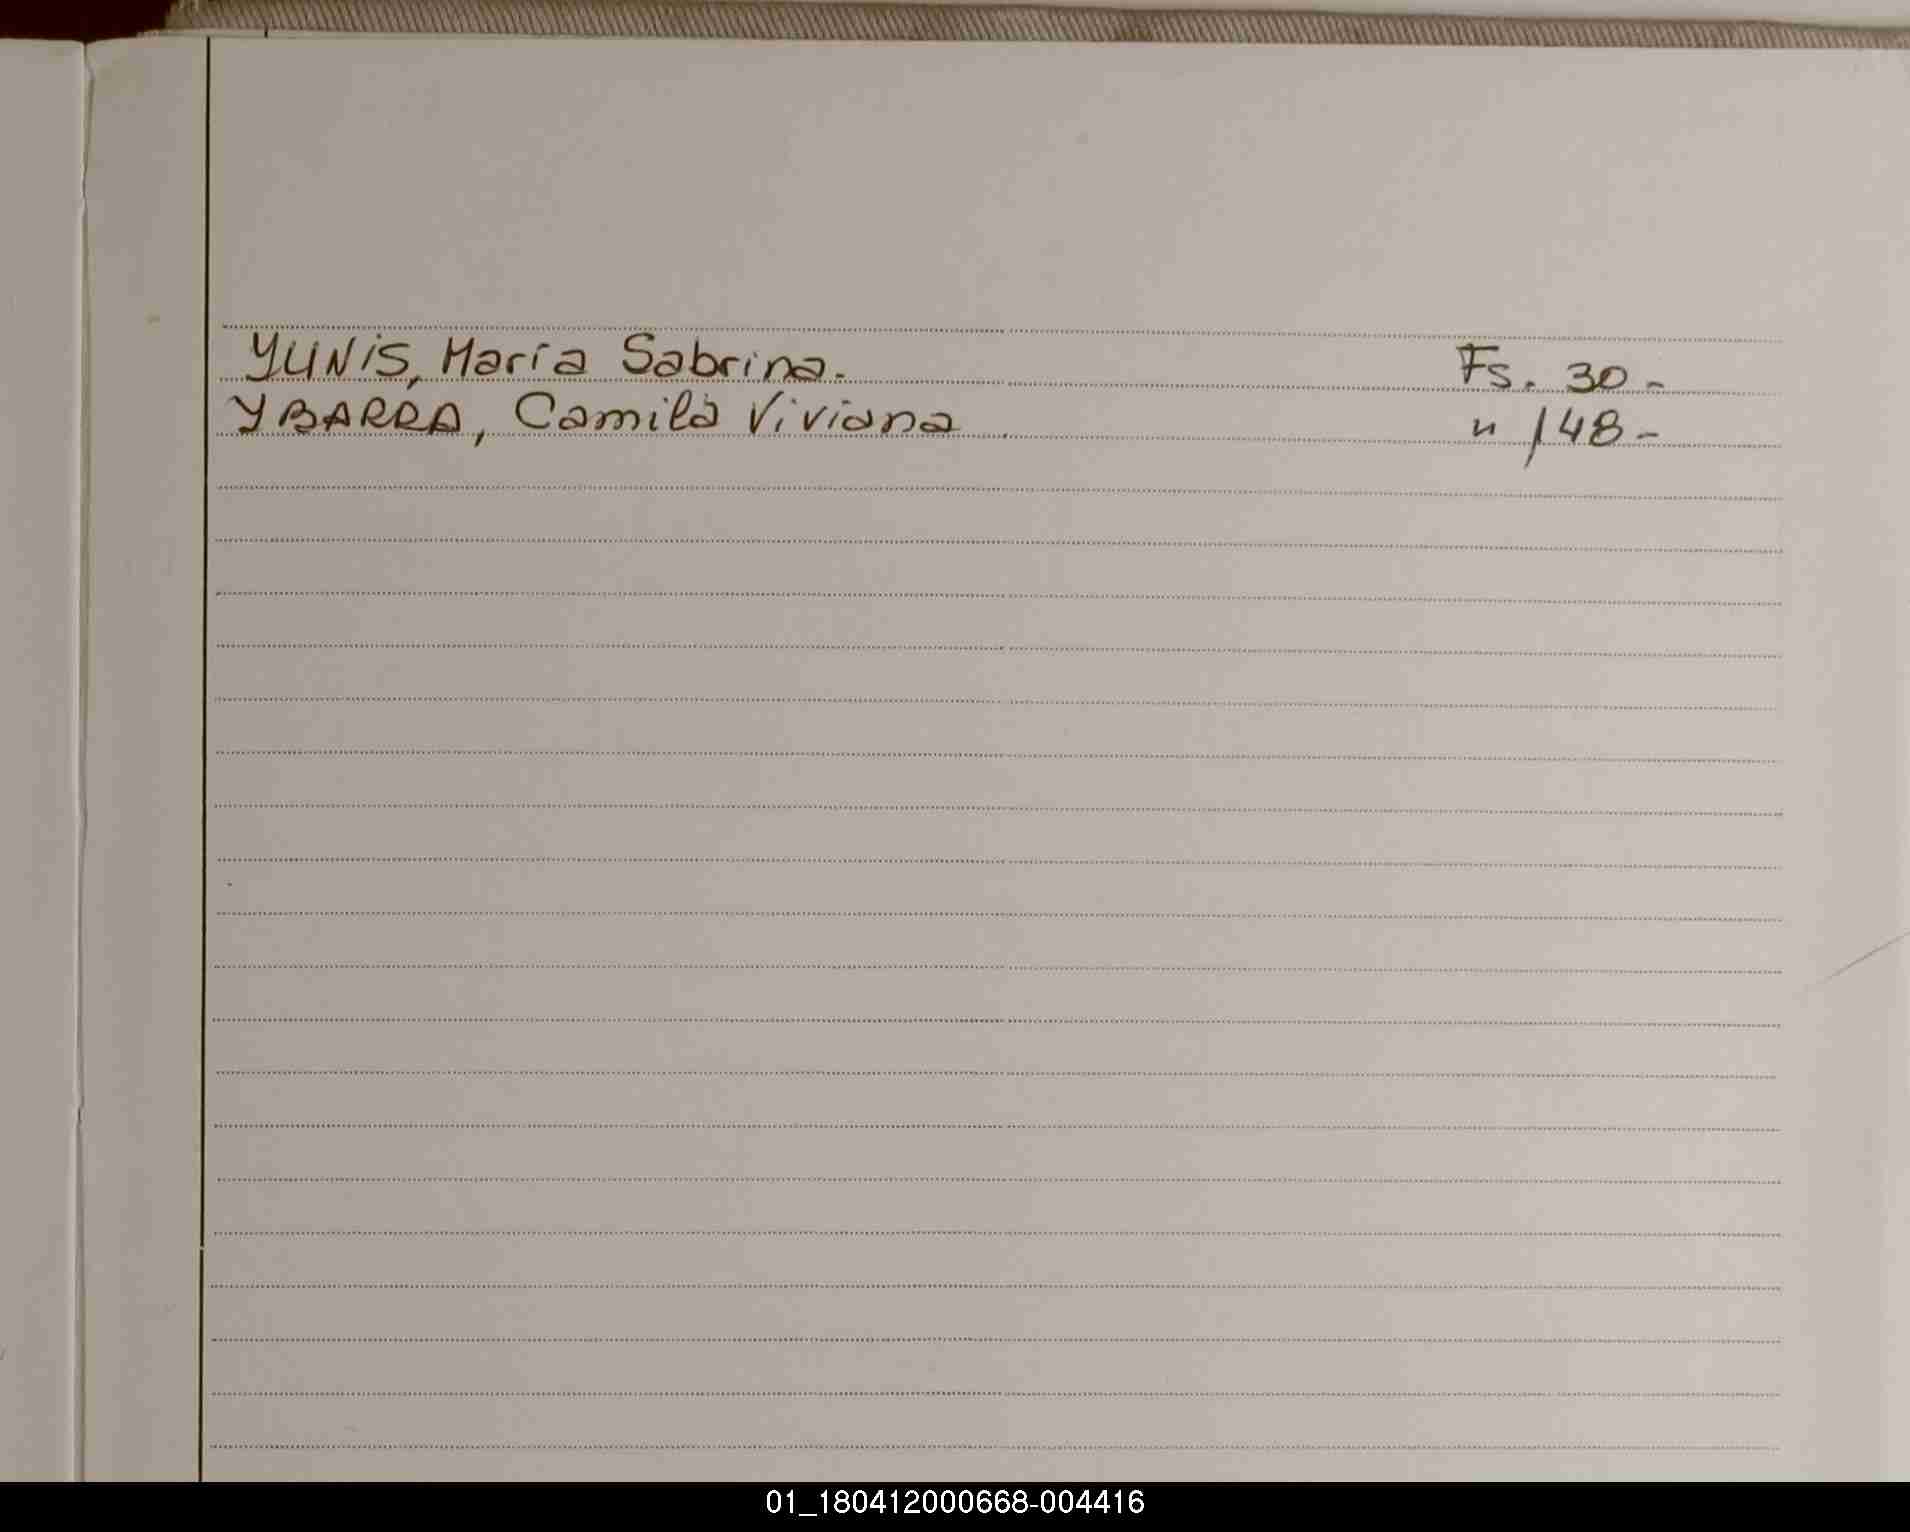 YUNIS, María Sabrina. Fs. 30-
YBARRA, Camila Viviana " 148-
01_180412000668-004416